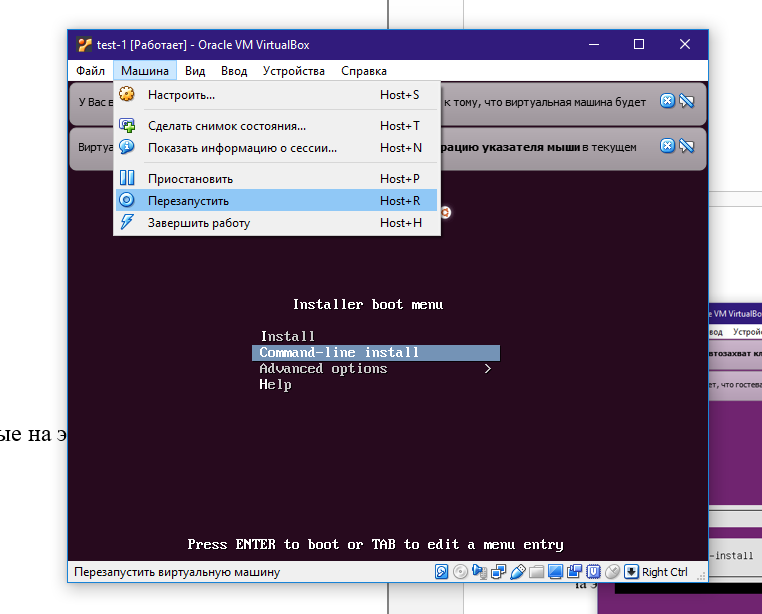 test-1 [Работает] - Oracle VM VirtualBox
Файл Машина Вид Ввод Устройства Справка
Настроить... Host+S
У Вас в к тому, что виртуальная машина будет
Сделать снимок состояния... Host+T
Показать информацию о сессии... Host+N
Виртуа рацию указателя мыши в текущем
Приостановить Host+P
Перезапустить Host+R
Завершить работу Host+H
Installer boot menu
Install
Command-line install
Advanced options >
Help
Press ENTER to boot or TAB to edit a menu entry
Перезапустить виртуальную машину Right Ctrl
ые на э
e VM VirtualBo
вод Устрой
втозахват кл
ет, что гостева
-install
на э